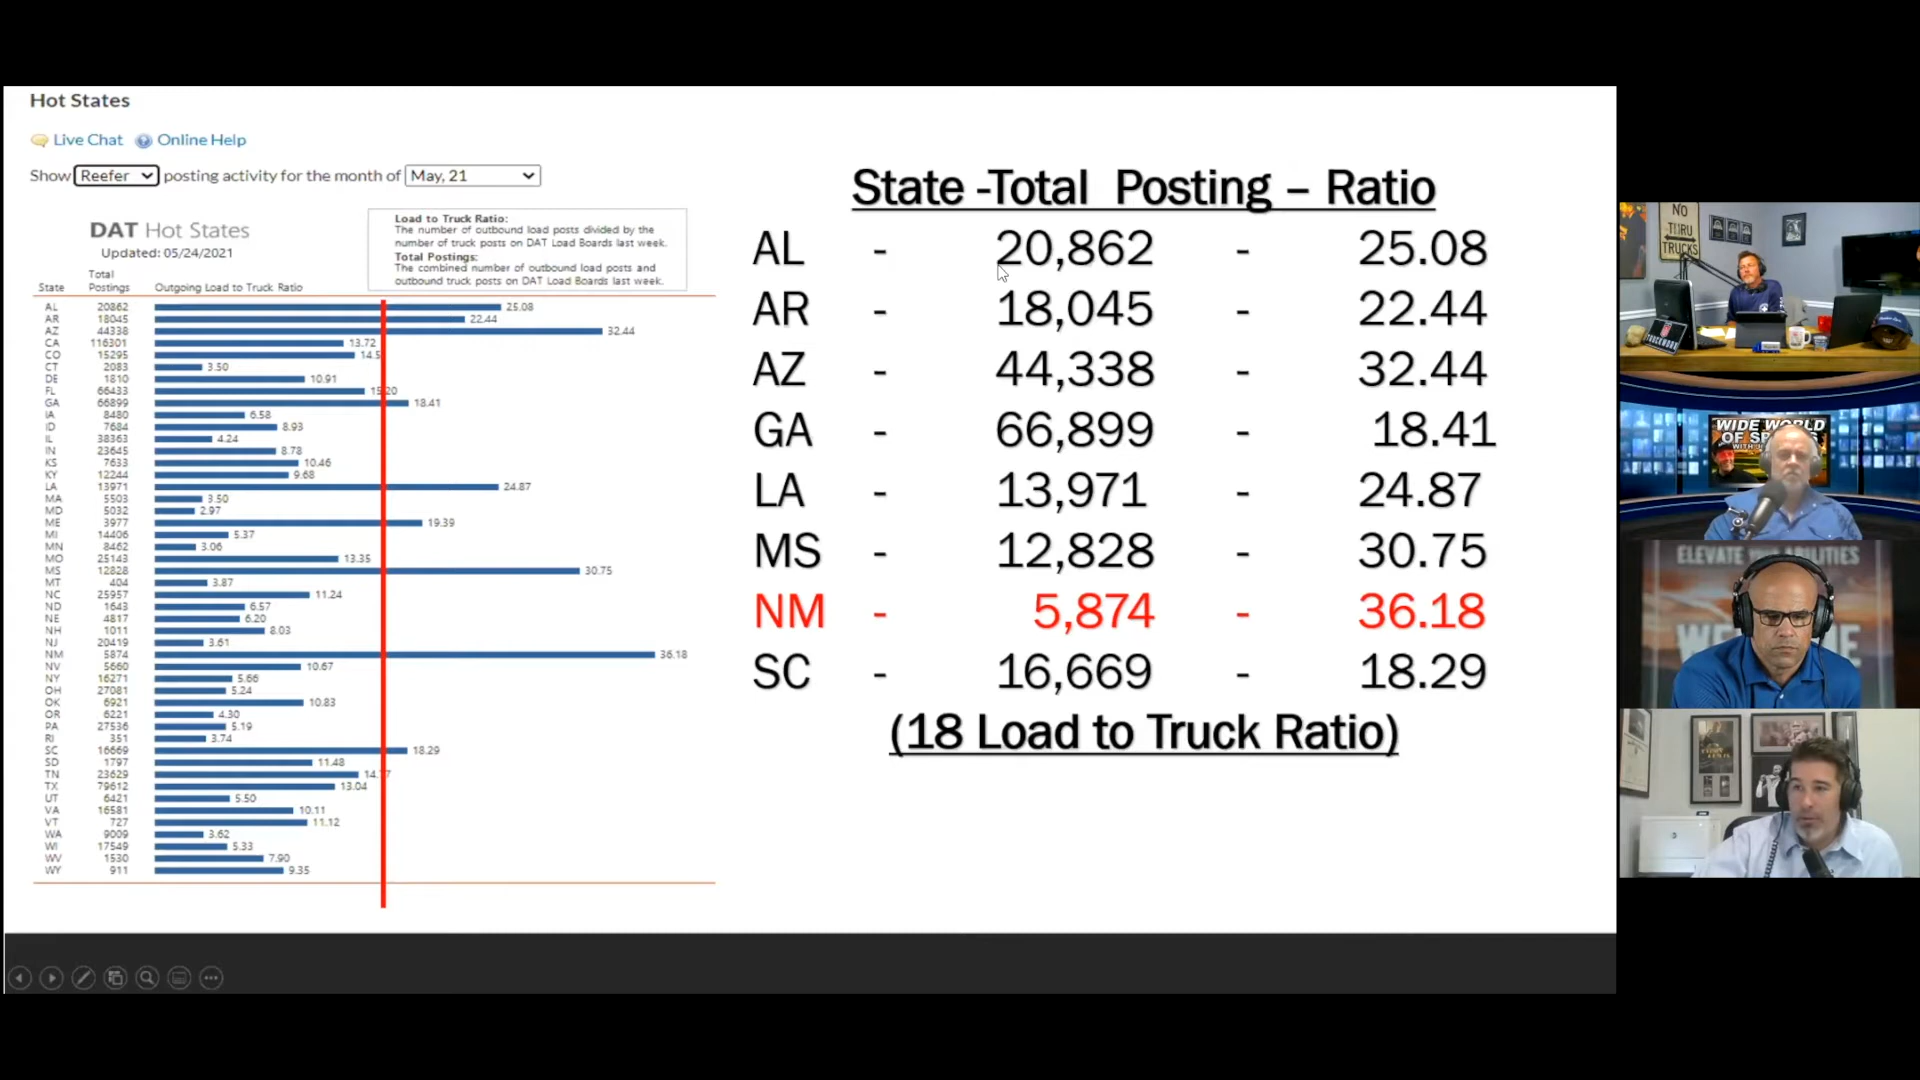 Hot States
Live Chat Online Help
Show Reefer posting activity for the month of May, 21
DAT Hot States
Updated: 05/24/2021
Load to Truck Ratio:
The number of outbound load posts divided by the
number of truck posts on DAT Load Boards last week.
Total Postings:
The combined number of outbound load posts and
outbound truck posts on DAT Load Boards last week.
State Total Postings Outgoing Load to Truck Ratio
AL 20862 25.08
AR 18045 22.44
AZ 44338 32.44
CA 116301 13.72
CO 15295 14.5
CT 2083 3.50
DE 1810 10.91
FL 66433 15.20
GA 66899 18.41
IA 8480 6.58
ID 7684 8.93
IL 38363 4.24
IN 23645 8.78
KS 7633 10.46
KY 12244 9.68
LA 13971 24.87
MA 5503 3.50
MD 5032 2.97
ME 3977 19.39
MI 14406 5.37
MN 8462 3.06
MO 25143 13.35
MS 12828 30.75
MT 404 3.87
NC 25957 11.24
ND 1643 6.57
NE 4817 6.20
NH 1011 8.03
NJ 20419 3.61
NM 5874 36.18
NV 5660 10.67
NY 16271 5.66
OH 27081 5.24
OK 6921 10.83
OR 6221 4.30
PA 27536 5.19
RI 351 3.74
SC 16669 18.29
SD 1797 11.48
TN 23629
TX 79612 13.04
UT 6421 5.50
VA 16581 10.11
VT 727 11.12
WA 9009 3.62
WI 17549 5.33
WV 1530 7.90
WY 911 9.35
State -Total Posting – Ratio
AL - 20,862 - 25.08
AR - 18,045 - 22.44
AZ - 44,338 - 32.44
GA - 66,899 - 18.41
LA - 13,971 - 24.87
MS - 12,828 - 30.75
NM - 5,874 - 36.18
SC - 16,669 - 18.29
(18 Load to Truck Ratio)
NO
THRU
TRUCKS
WIDE WORLD
OF
WITH
ELEVATE